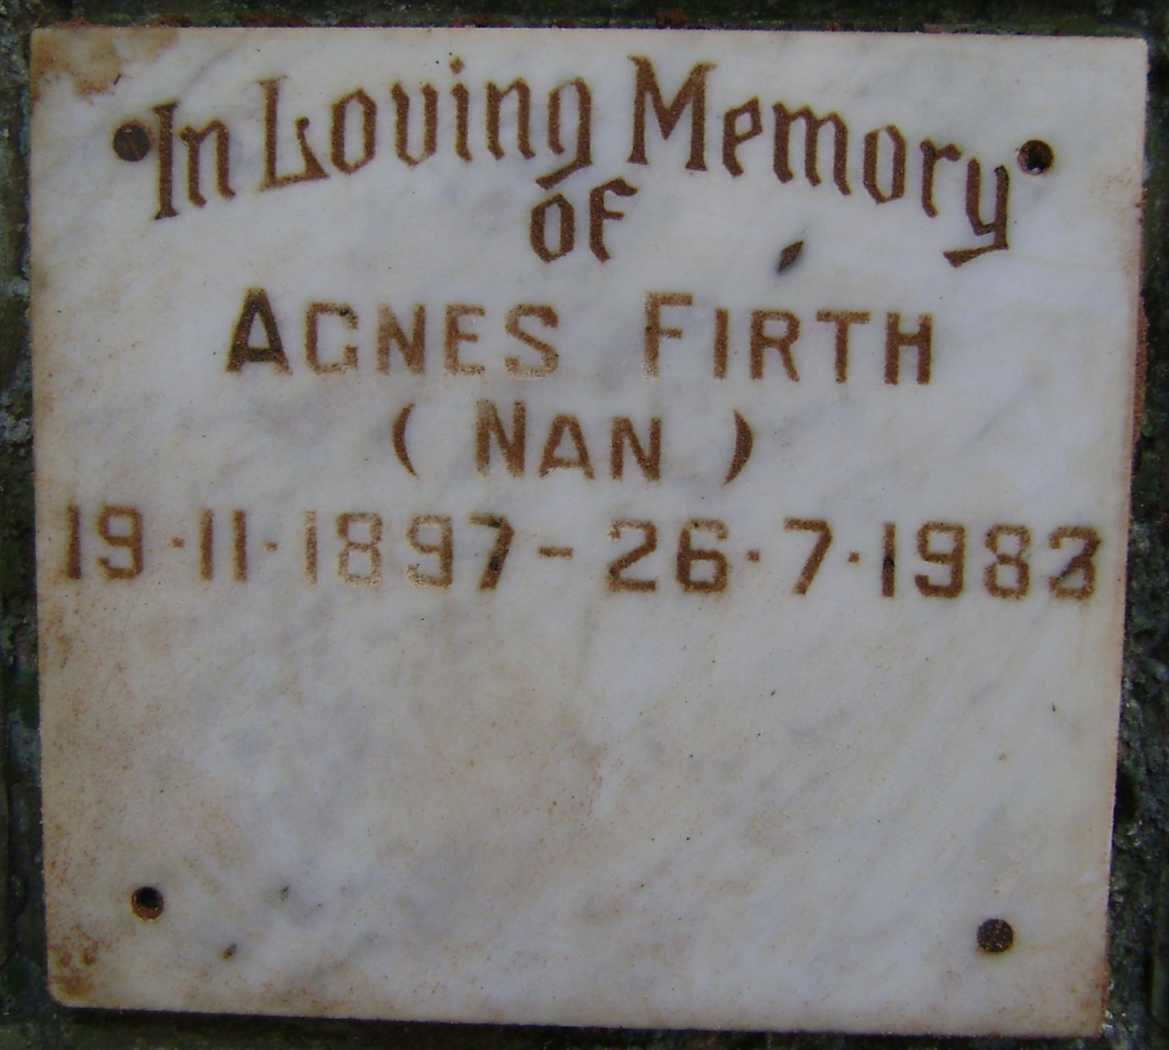 In Loving Memory
of
AGNES FIRTH
( NAN )
19·11·1897-26·7·1983